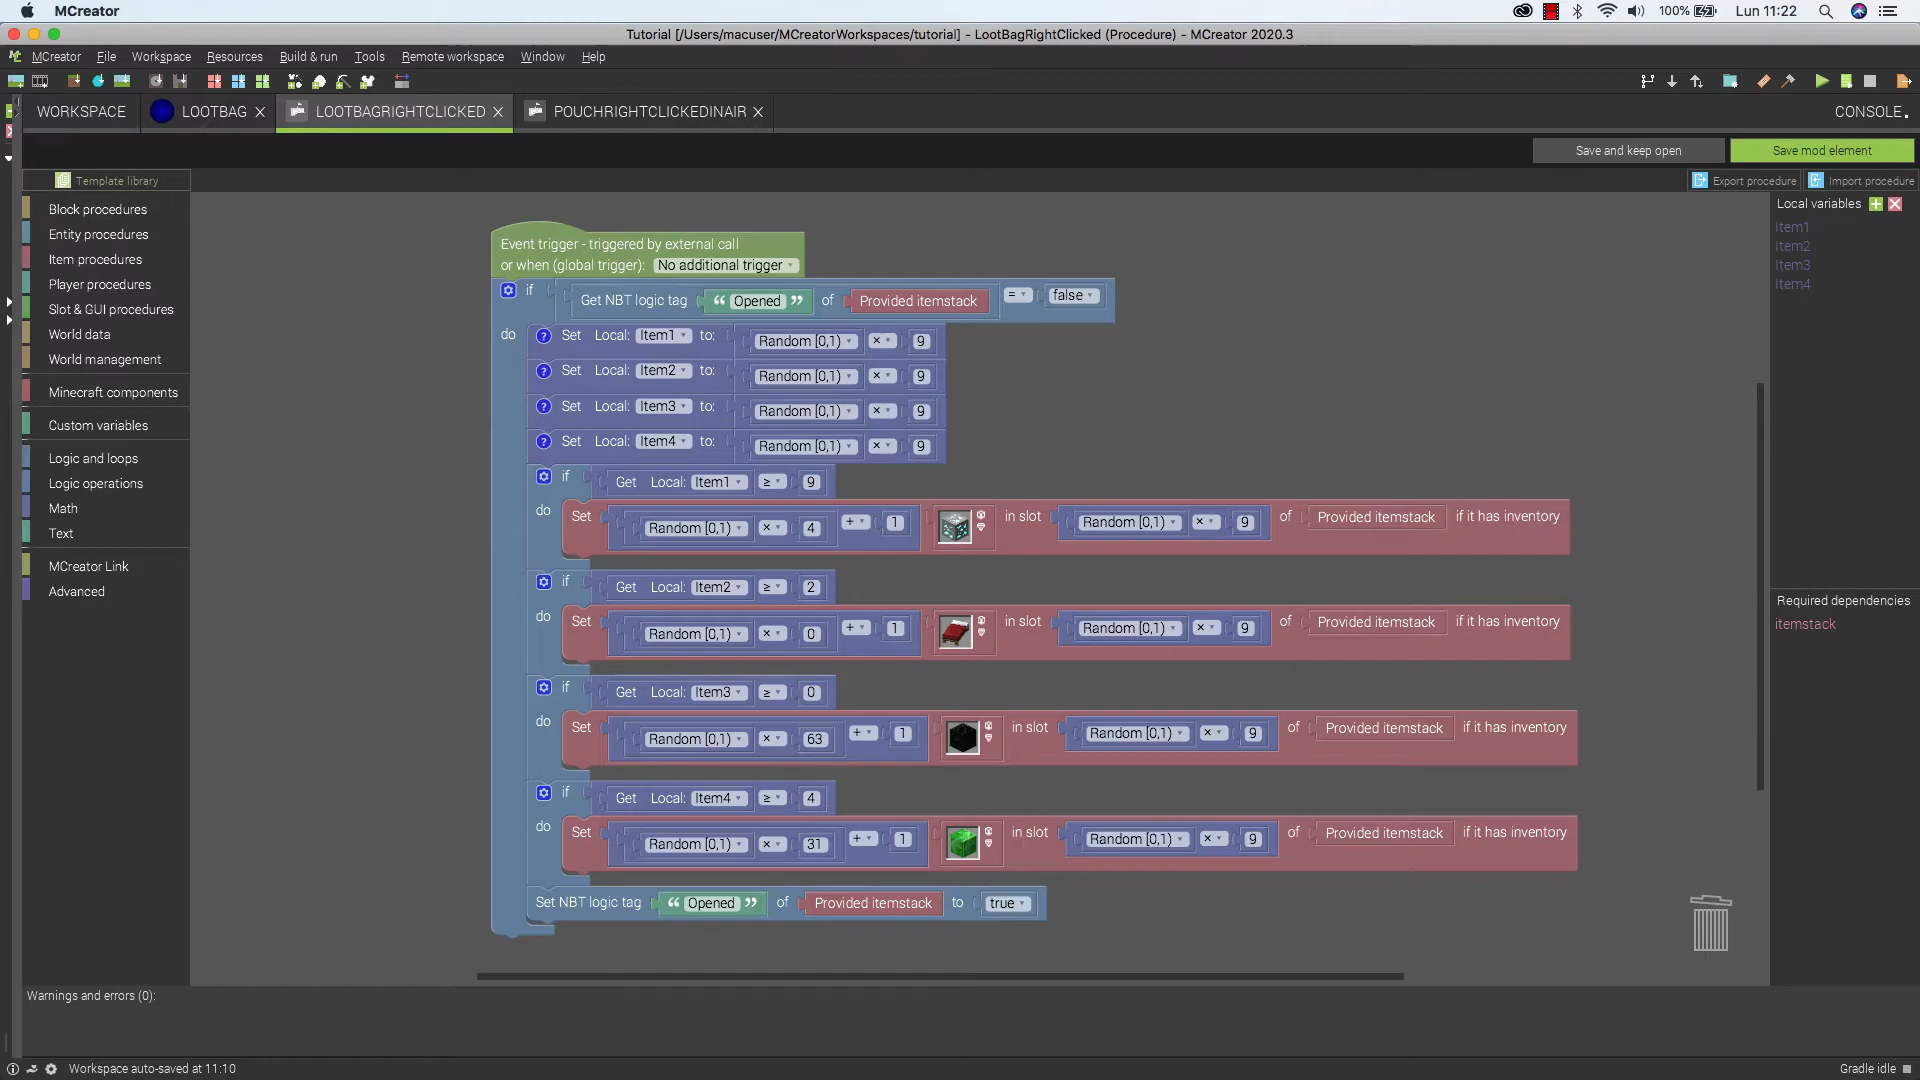 MCreator
100%
Lun 11:22
Tutorial [/Users/macuser/MCreatorWorkspaces/tutorial] - LootBagRightClicked (Procedure) - MCreator 2020.3
MCreator File Workspace Resources Build & run Tools Remote workspace Window Help
WORKSPACE LOOTBAG LOOTBAGRIGHTCLICKED POUCHRIGHTCLICKEDINAIR CONSOLE
Save and keep open Save mod element
Template library Export procedure Import procedure
Block procedures
Entity procedures
Item procedures
Player procedures
Slot & GUI procedures
World data
World management
Minecraft components
Custom variables
Logic and loops
Logic operations
Math
Text
MCreator Link
Advanced
Event trigger - triggered by external call
or when (global trigger): No additional trigger
if Get NBT logic tag “ Opened ” of Provided itemstack = false
do ? Set Local: Item1 to: Random [0,1) × 9
? Set Local: Item2 to: Random [0,1) × 9
? Set Local: Item3 to: Random [0,1) × 9
? Set Local: Item4 to: Random [0,1) × 9
if Get Local: Item1 ≥ 9
do Set Random [0,1) × 4 + 1 in slot Random [0,1) × 9 of Provided itemstack if it has inventory
if Get Local: Item2 ≥ 2
do Set Random [0,1) × 0 + 1 in slot Random [0,1) × 9 of Provided itemstack if it has inventory
if Get Local: Item3 ≥ 0
do Set Random [0,1) × 63 + 1 in slot Random [0,1) × 9 of Provided itemstack if it has inventory
if Get Local: Item4 ≥ 4
do Set Random [0,1) × 31 + 1 in slot Random [0,1) × 9 of Provided itemstack if it has inventory
Set NBT logic tag “ Opened ” of Provided itemstack to true
Local variables
Item1
Item2
Item3
Item4
Required dependencies
itemstack
Warnings and errors (0):
Workspace auto-saved at 11:10
Gradle idle